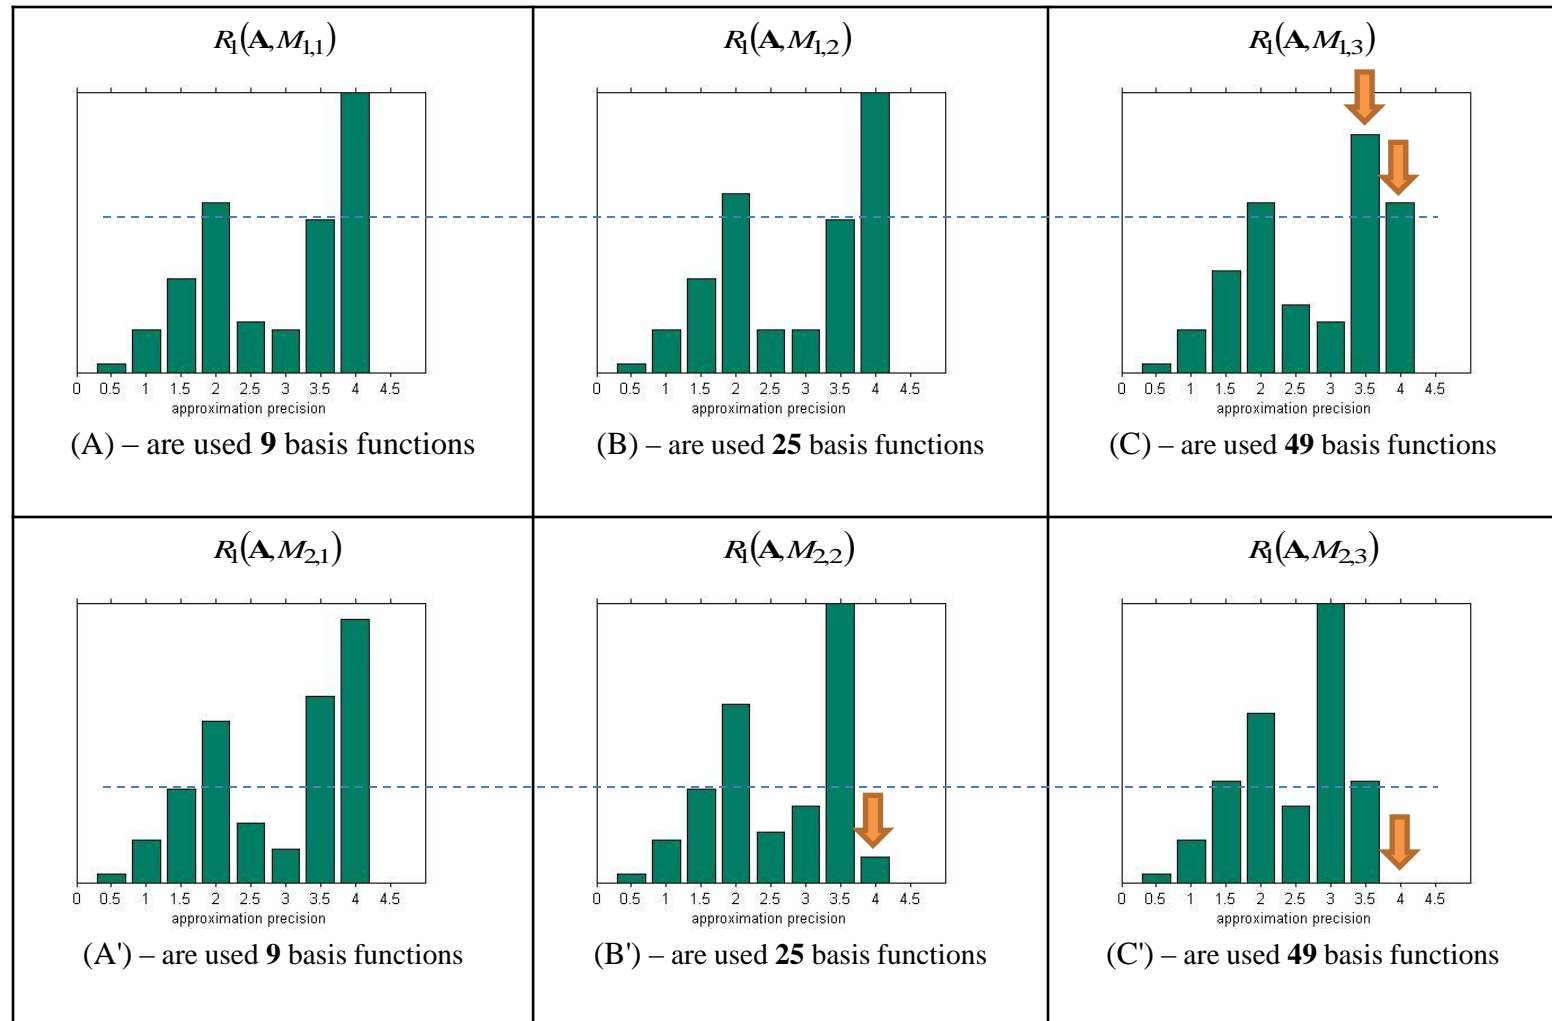 R1(A,M1,1)
R1(A,M1,2)
R1(A,M1,3)
0 0.5 1 1.5 2 2.5 3 3.5 4 4.5
approximation precision
0 0.5 1 1.5 2 2.5 3 3.5 4 4.5
approximation precision
0 0.5 1 1.5 2 2.5 3 3.5 4 4.5
approximation precision
(A) – are used 9 basis functions
(B) – are used 25 basis functions
(C) – are used 49 basis functions
R1(A,M2,1)
R1(A,M2,2)
R1(A,M2,3)
0 0.5 1 1.5 2 2.5 3 3.5 4 4.5
approximation precision
0 0.5 1 1.5 2 2.5 3 3.5 4 4.5
approximation precision
0 0.5 1 1.5 2 2.5 3 3.5 4 4.5
approximation precision
(A') – are used 9 basis functions
(B') – are used 25 basis functions
(C') – are used 49 basis functions